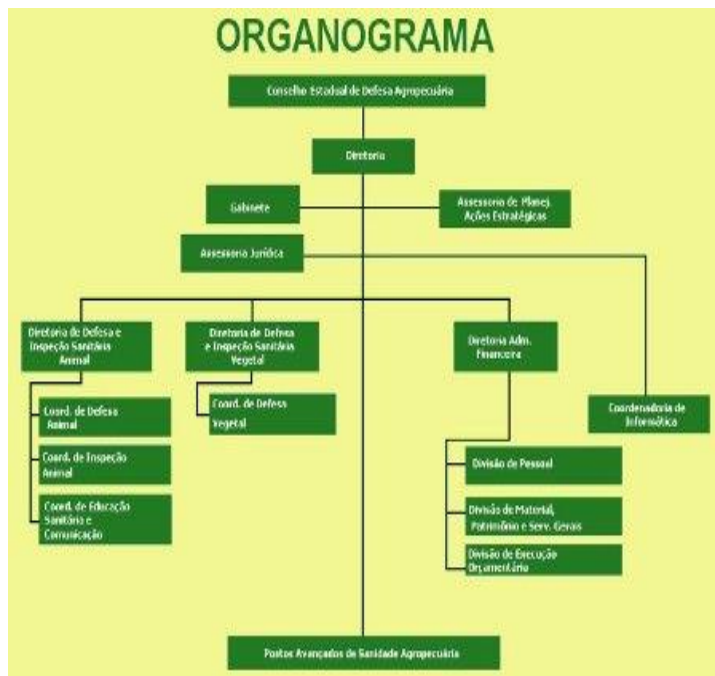 ORGANOGRAMA
Conselho Estadual de Defesa Agropecuária
Diretoria
Gabinete
Assessoria de Planej.
Ações Estratégicas
Assessoria Jurídica
Diretoria de Defesa e
Inspeção Sanitária
Animal
Diretoria de Defesa
e Inspeção Sanitária
Vegetal
Diretoria Adm.
Financeira
Coord. de Defesa
Animal
Coord. de Inspeção
Animal
Coord. de Educação
Sanitária e
Comunicação
Coord. de Defesa
Vegetal
Coordenadoria de
Informática
Divisão de Pessoal
Divisão de Material,
Patrimônio e Serv. Gerais
Divisão de Execução
Orçamentária
Postos Avançados de Sanidade Agropecuária